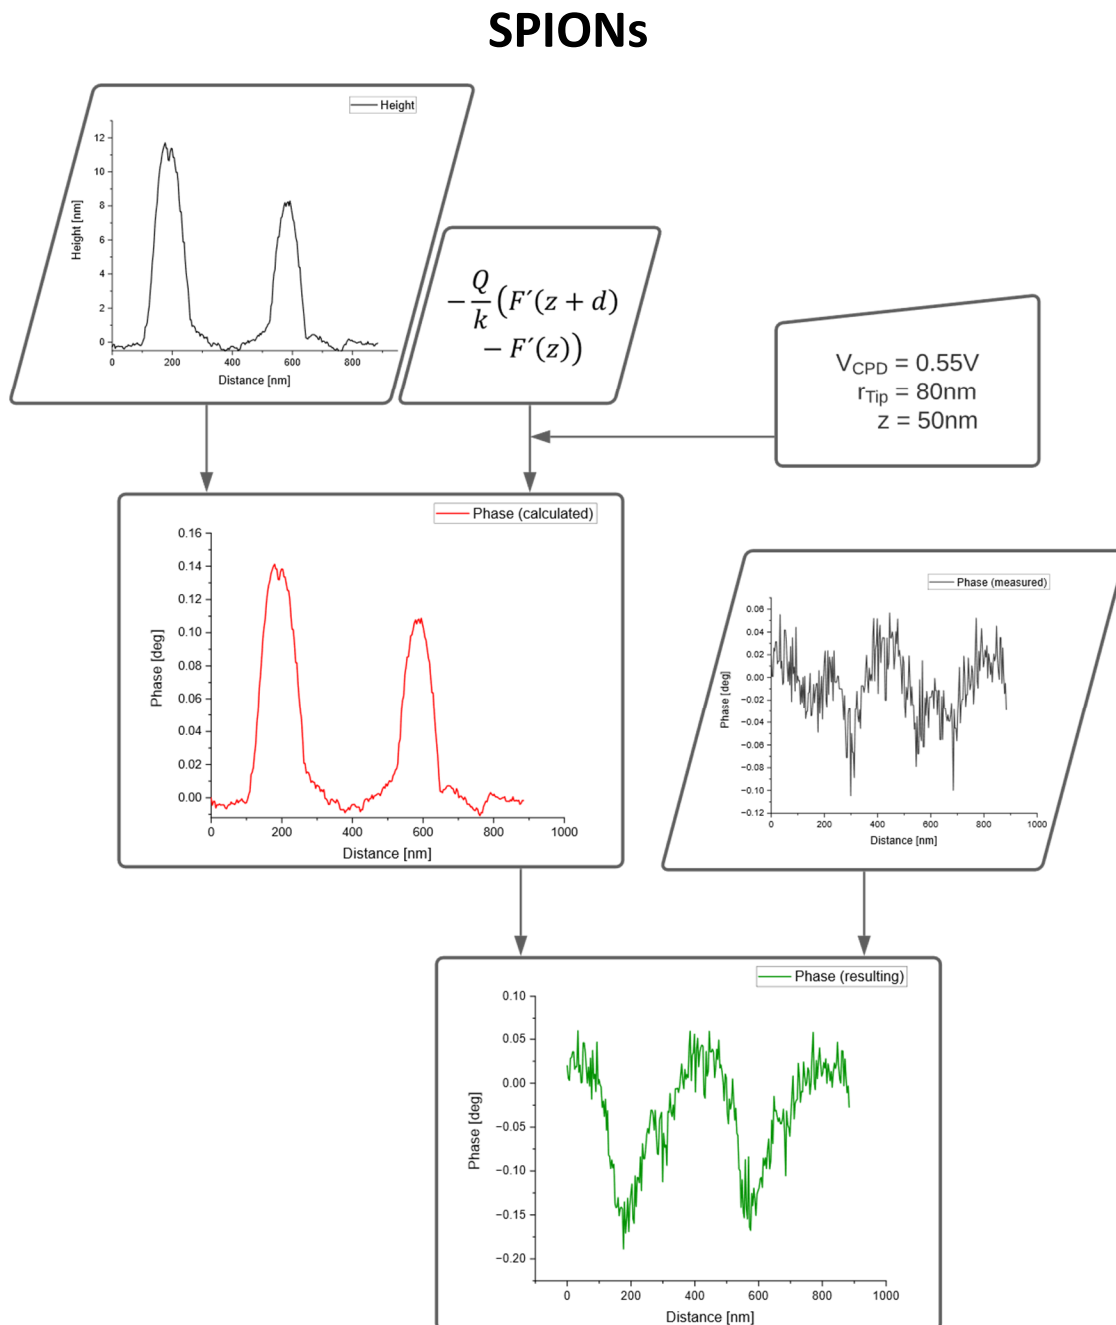 SPIONs
Height
12
10
8
6
4
2
0
Height [nm]
0 200 400 600 800
Distance [nm]
− Q/k (F´(z + d)
− F´(z))
V_CPD = 0.55V
r_Tip = 80nm
z = 50nm
Phase (calculated)
0.16
0.14
0.12
0.10
0.08
0.06
0.04
0.02
0.00
Phase [deg]
0 200 400 600 800 1000
Distance [nm]
Phase (measured)
0.06
0.04
0.02
0.00
−0.02
−0.04
−0.06
−0.08
−0.10
−0.12
Phase [deg]
0 200 400 600 800 1000
Distance [nm]
Phase (resulting)
0.10
0.05
0.00
−0.05
−0.10
−0.15
−0.20
Phase [deg]
0 200 400 600 800 1000
Distance [nm]